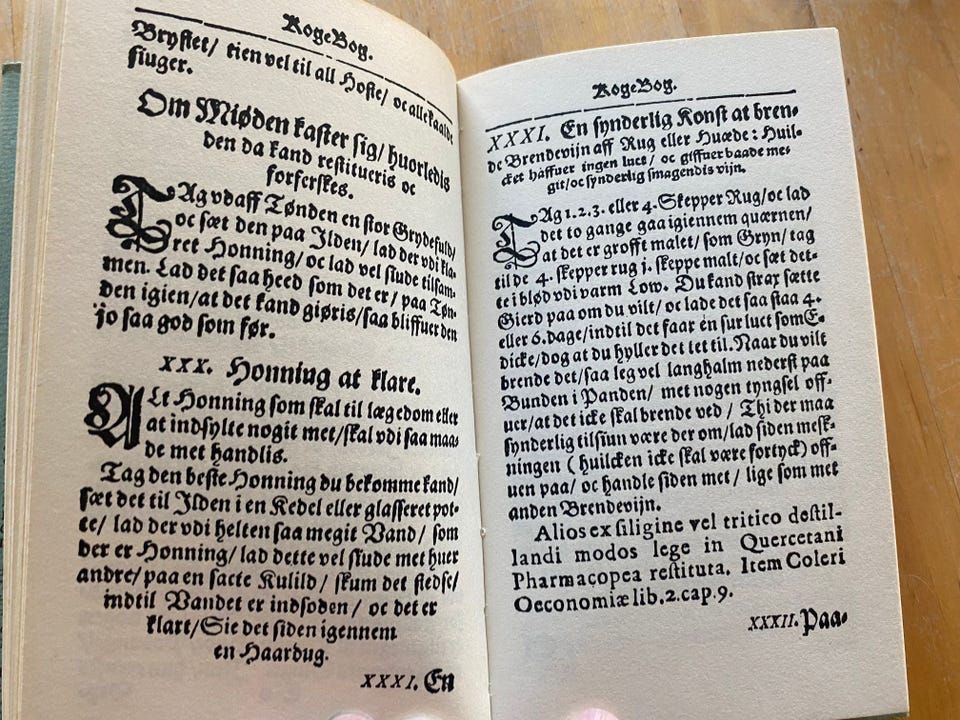 KogeBog.
Bryſtet/ tien vel til all Hoſte/ oc alle kaalde
ſiuger.
Om Miøden kaſter ſig/ huorledis
den da kand reſtitueris oc
forferſkes.
TAg vdaff Tønden en ſtor Grydefuld/
oc ſæt den paa Ilden/ lad der vdi kla-
ret Honning/ oc lad vel ſiude tilſam-
men. Lad det ſaa heed ſom det er/ paa Tøn-
den igien/ at det kand giøris/ ſaa bliffuer den
jo ſaa god ſom før.
XXX. Honniug at klare.
ALt Honning ſom ſkal til lægedom eller
at indſylte nogit met/ ſkal vdi ſaa maa-
de met handlis.
Tag den beſte Honning du bekomme kand/
ſæt det til Ilden i en Kedel eller glaſſeret pot-
te/ lad der vdi helten ſaa megit Vand/ ſom
der er Honning/ lad dette vel ſiude met huer
andre/ paa en ſacte Kulild/ ſkum det ſtedſe/
indtil Vandet er indſoden/ oc det er
klart/ Sie det ſiden igennem
en Haardug.
XXXI. En
KogeBog.
XXXI. En ſynderlig Konſt at bren-
de Brendevijn aff Rug eller Huæde: Huil-
cket haffuer ingen luct/ oc giffuer baade me-
git/ oc ſynderlig ſmagendis vijn.
TAg 1. 2. 3. eller 4. Skepper Rug/ oc lad
det to gange gaa igiennem quærnen/
at det er grofft malet/ ſom Gryn/ tag
til de 4. ſkepper rug j. ſkeppe malt/ oc ſæt det-
te i blød vdi varm Low. Du kand ſtrax ſætte
Gierd paa om du vilt/ oc lade det ſaa ſtaa 4.
eller 6. Dage/ indtil det faar én ſur luct ſom E-
dicke/ dog at du hyller det tet til. Naar du vilt
brende det/ ſaa leg vel langhalm nederſt paa
Bunden i Panden/ met nogen tyngſel off-
uer/ at det icke ſkal brende ved/ Thi der maa
ſynderlig tilſiun være der om/ lad ſiden meſk-
ningen (huilcken icke ſkal være fortyck) off-
uen paa/ oc handle ſiden met/ lige ſom met
anden Brendevijn.
Alios ex ſiligine vel tritico deſtil-
landi modos lege in Quercetani
Pharmacopea reſtituta. Item Coleri
Oeconomiæ lib. 2. cap. 9.
XXXII. Paa-